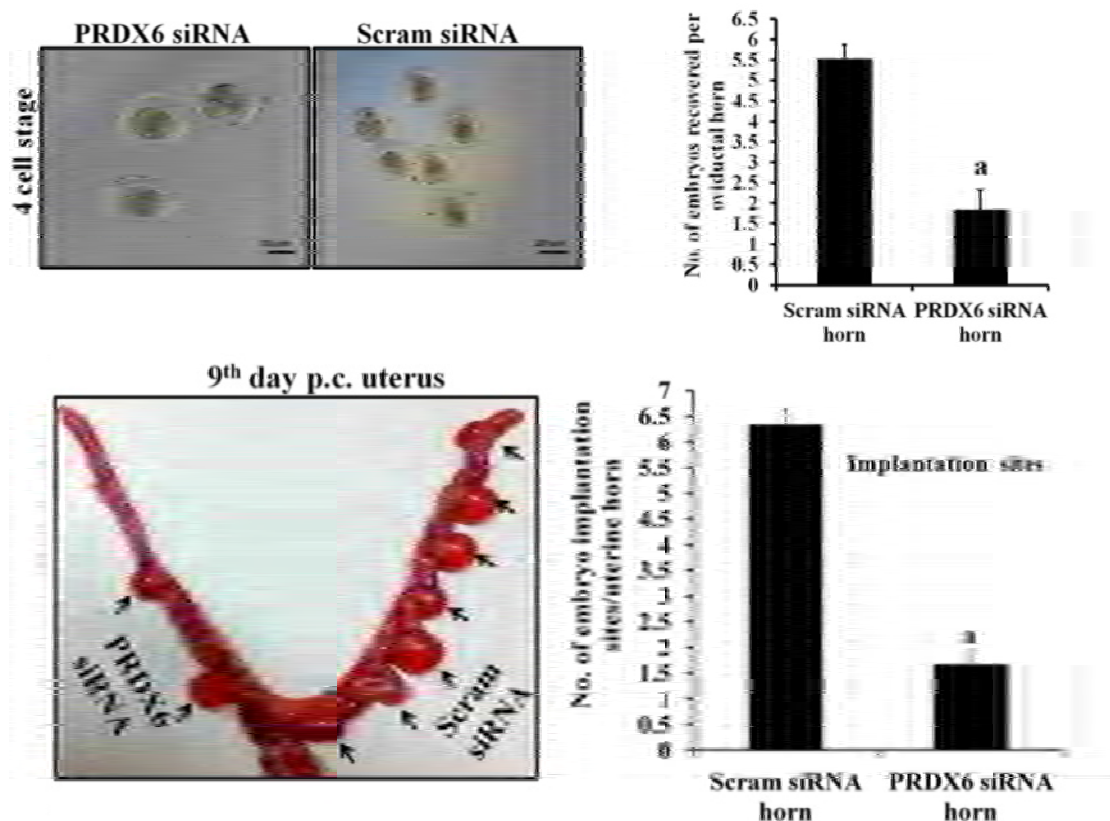 PRDX6 siRNA
Scram siRNA
4 cell stage
No. of embryos recovered per
oviductal horn
6.5
6
5.5
5
4.5
4
3.5
3
2.5
2
1.5
1
0.5
0
a
Scram siRNA
horn
PRDX6 siRNA
horn
9th day p.c. uterus
PRDX6
siRNA
Scram
siRNA
No. of embryo implantation
sites/uterine horn
7
6.5
6
5.5
5
4.5
4
3.5
3
2.5
2
1.5
1
0.5
0
Implantation sites
a
Scram siRNA
horn
PRDX6 siRNA
horn